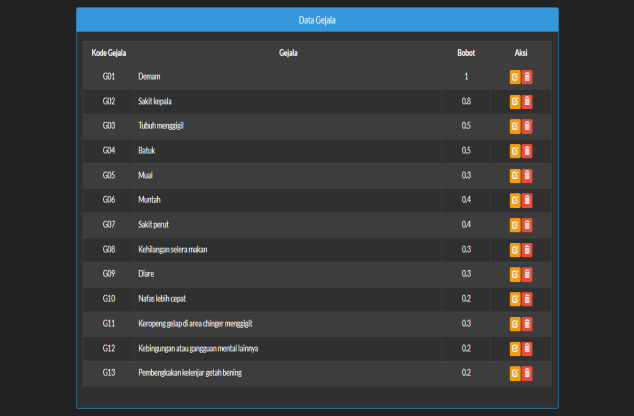 Data Gejala
Kode Gejala Gejala Bobot Aksi
G01 Demam 1
G02 Sakit kepala 0.8
G03 Tubuh menggigil 0.5
G04 Batuk 0.5
G05 Mual 0.3
G06 Muntah 0.4
G07 Sakit perut 0.4
G08 Kehilangan selera makan 0.3
G09 Diare 0.3
G10 Nafas lebih cepat 0.2
G11 Keropeng gelap di area chinger menggigit 0.3
G12 Kebingungan atau gangguan mental lainnya 0.2
G13 Pembengkakan kelenjar getah bening 0.2